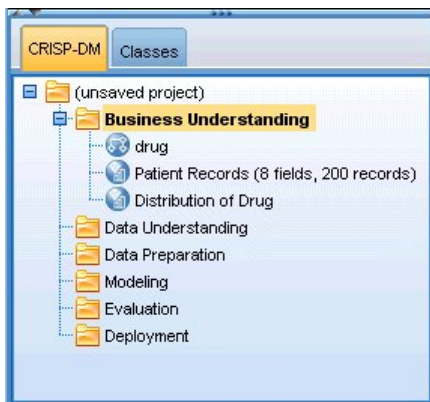 CRISP-DM Classes
(unsaved project)
Business Understanding
drug
Patient Records (8 fields, 200 records)
Distribution of Drug
Data Understanding
Data Preparation
Modeling
Evaluation
Deployment